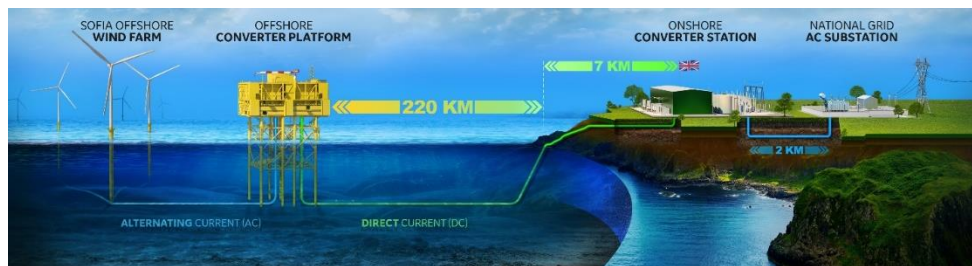 SOFIA OFFSHORE
WIND FARM
OFFSHORE
CONVERTER PLATFORM
ONSHORE
CONVERTER STATION
NATIONAL GRID
AC SUBSTATION
7 KM
220 KM
2 KM
ALTERNATING CURRENT (AC)
DIRECT CURRENT (DC)